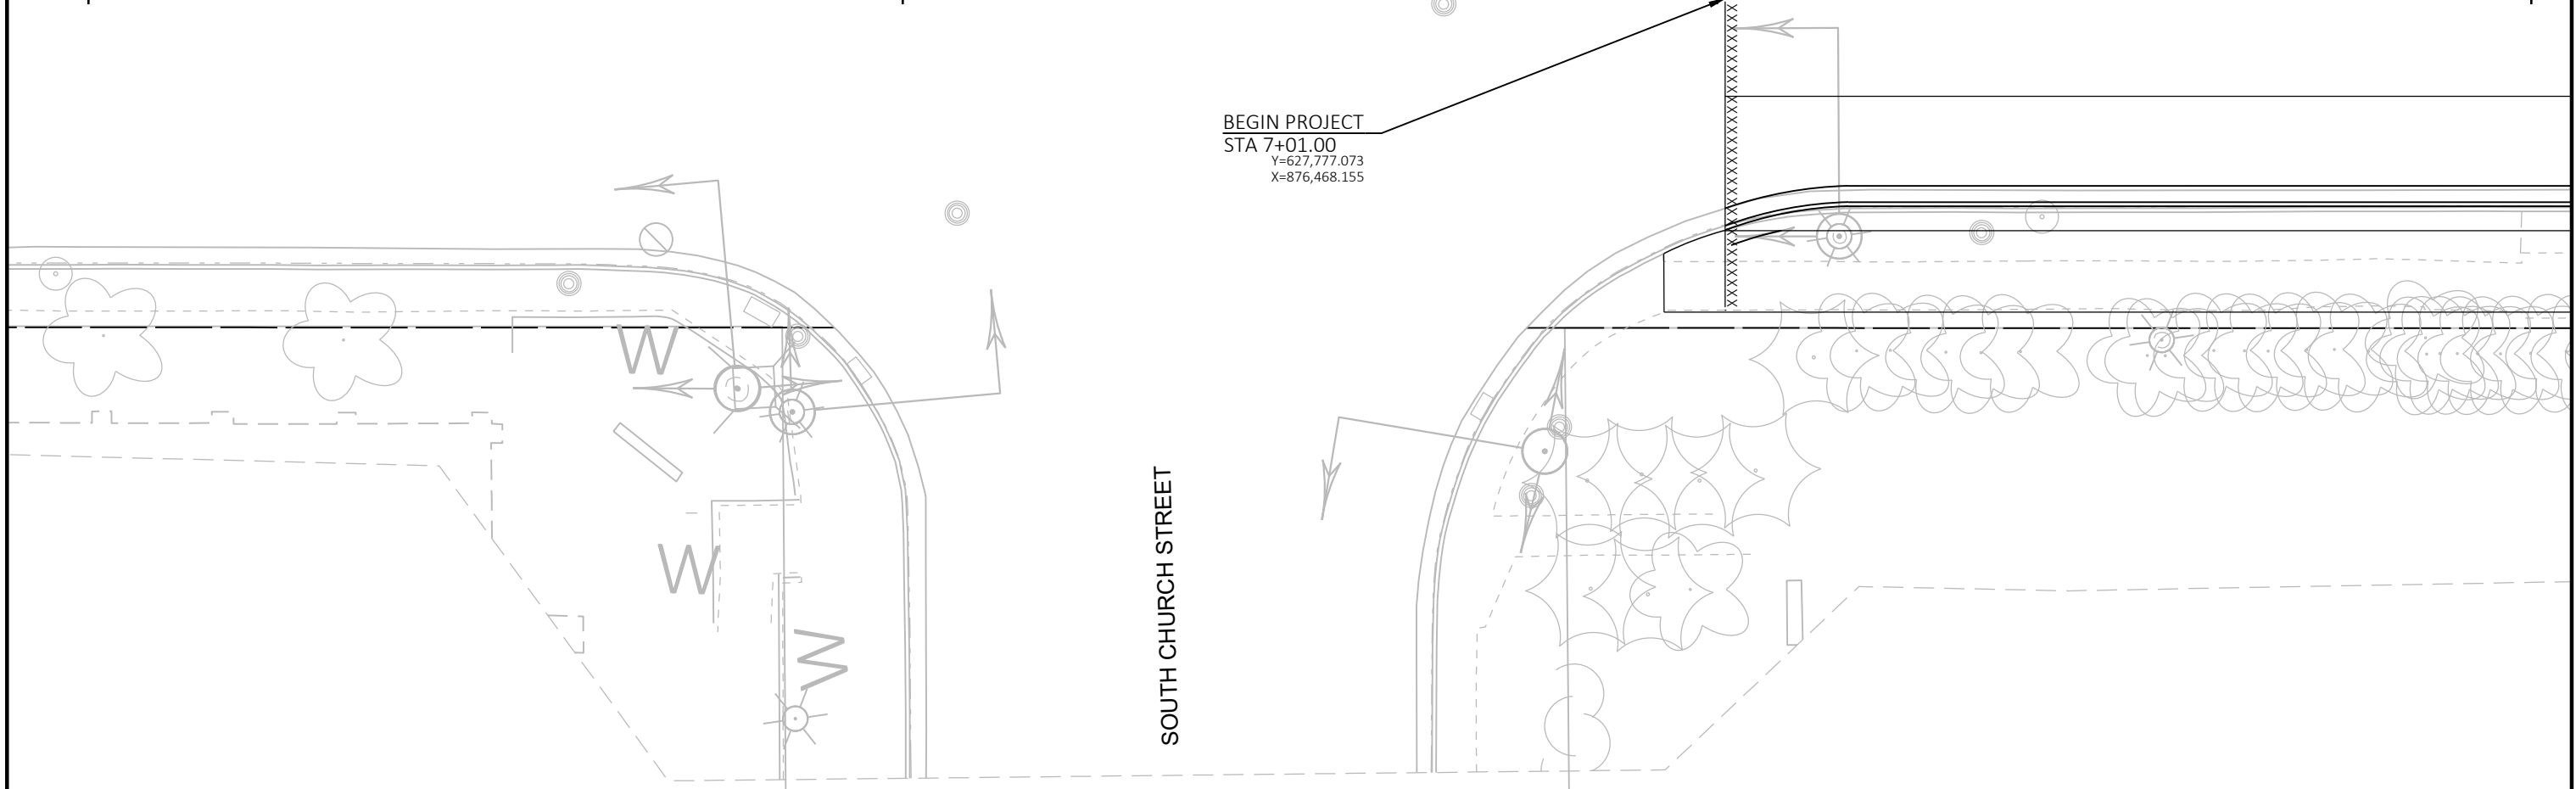 BEGIN PROJECT
STA 7+01.00
Y=627,777.073
X=876,468.155
W
W
W
SOUTH CHURCH STREET